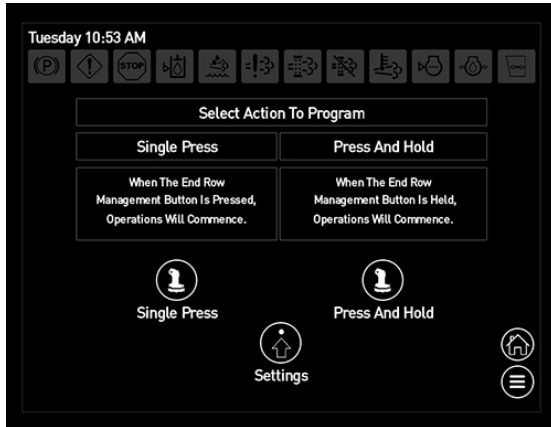 Tuesday 10:53 AM
(P)
STOP
Select Action To Program
Single Press
Press And Hold
When The End Row
Management Button Is Pressed,
Operations Will Commence.
When The End Row
Management Button Is Held,
Operations Will Commence.
Single Press
Press And Hold
Settings